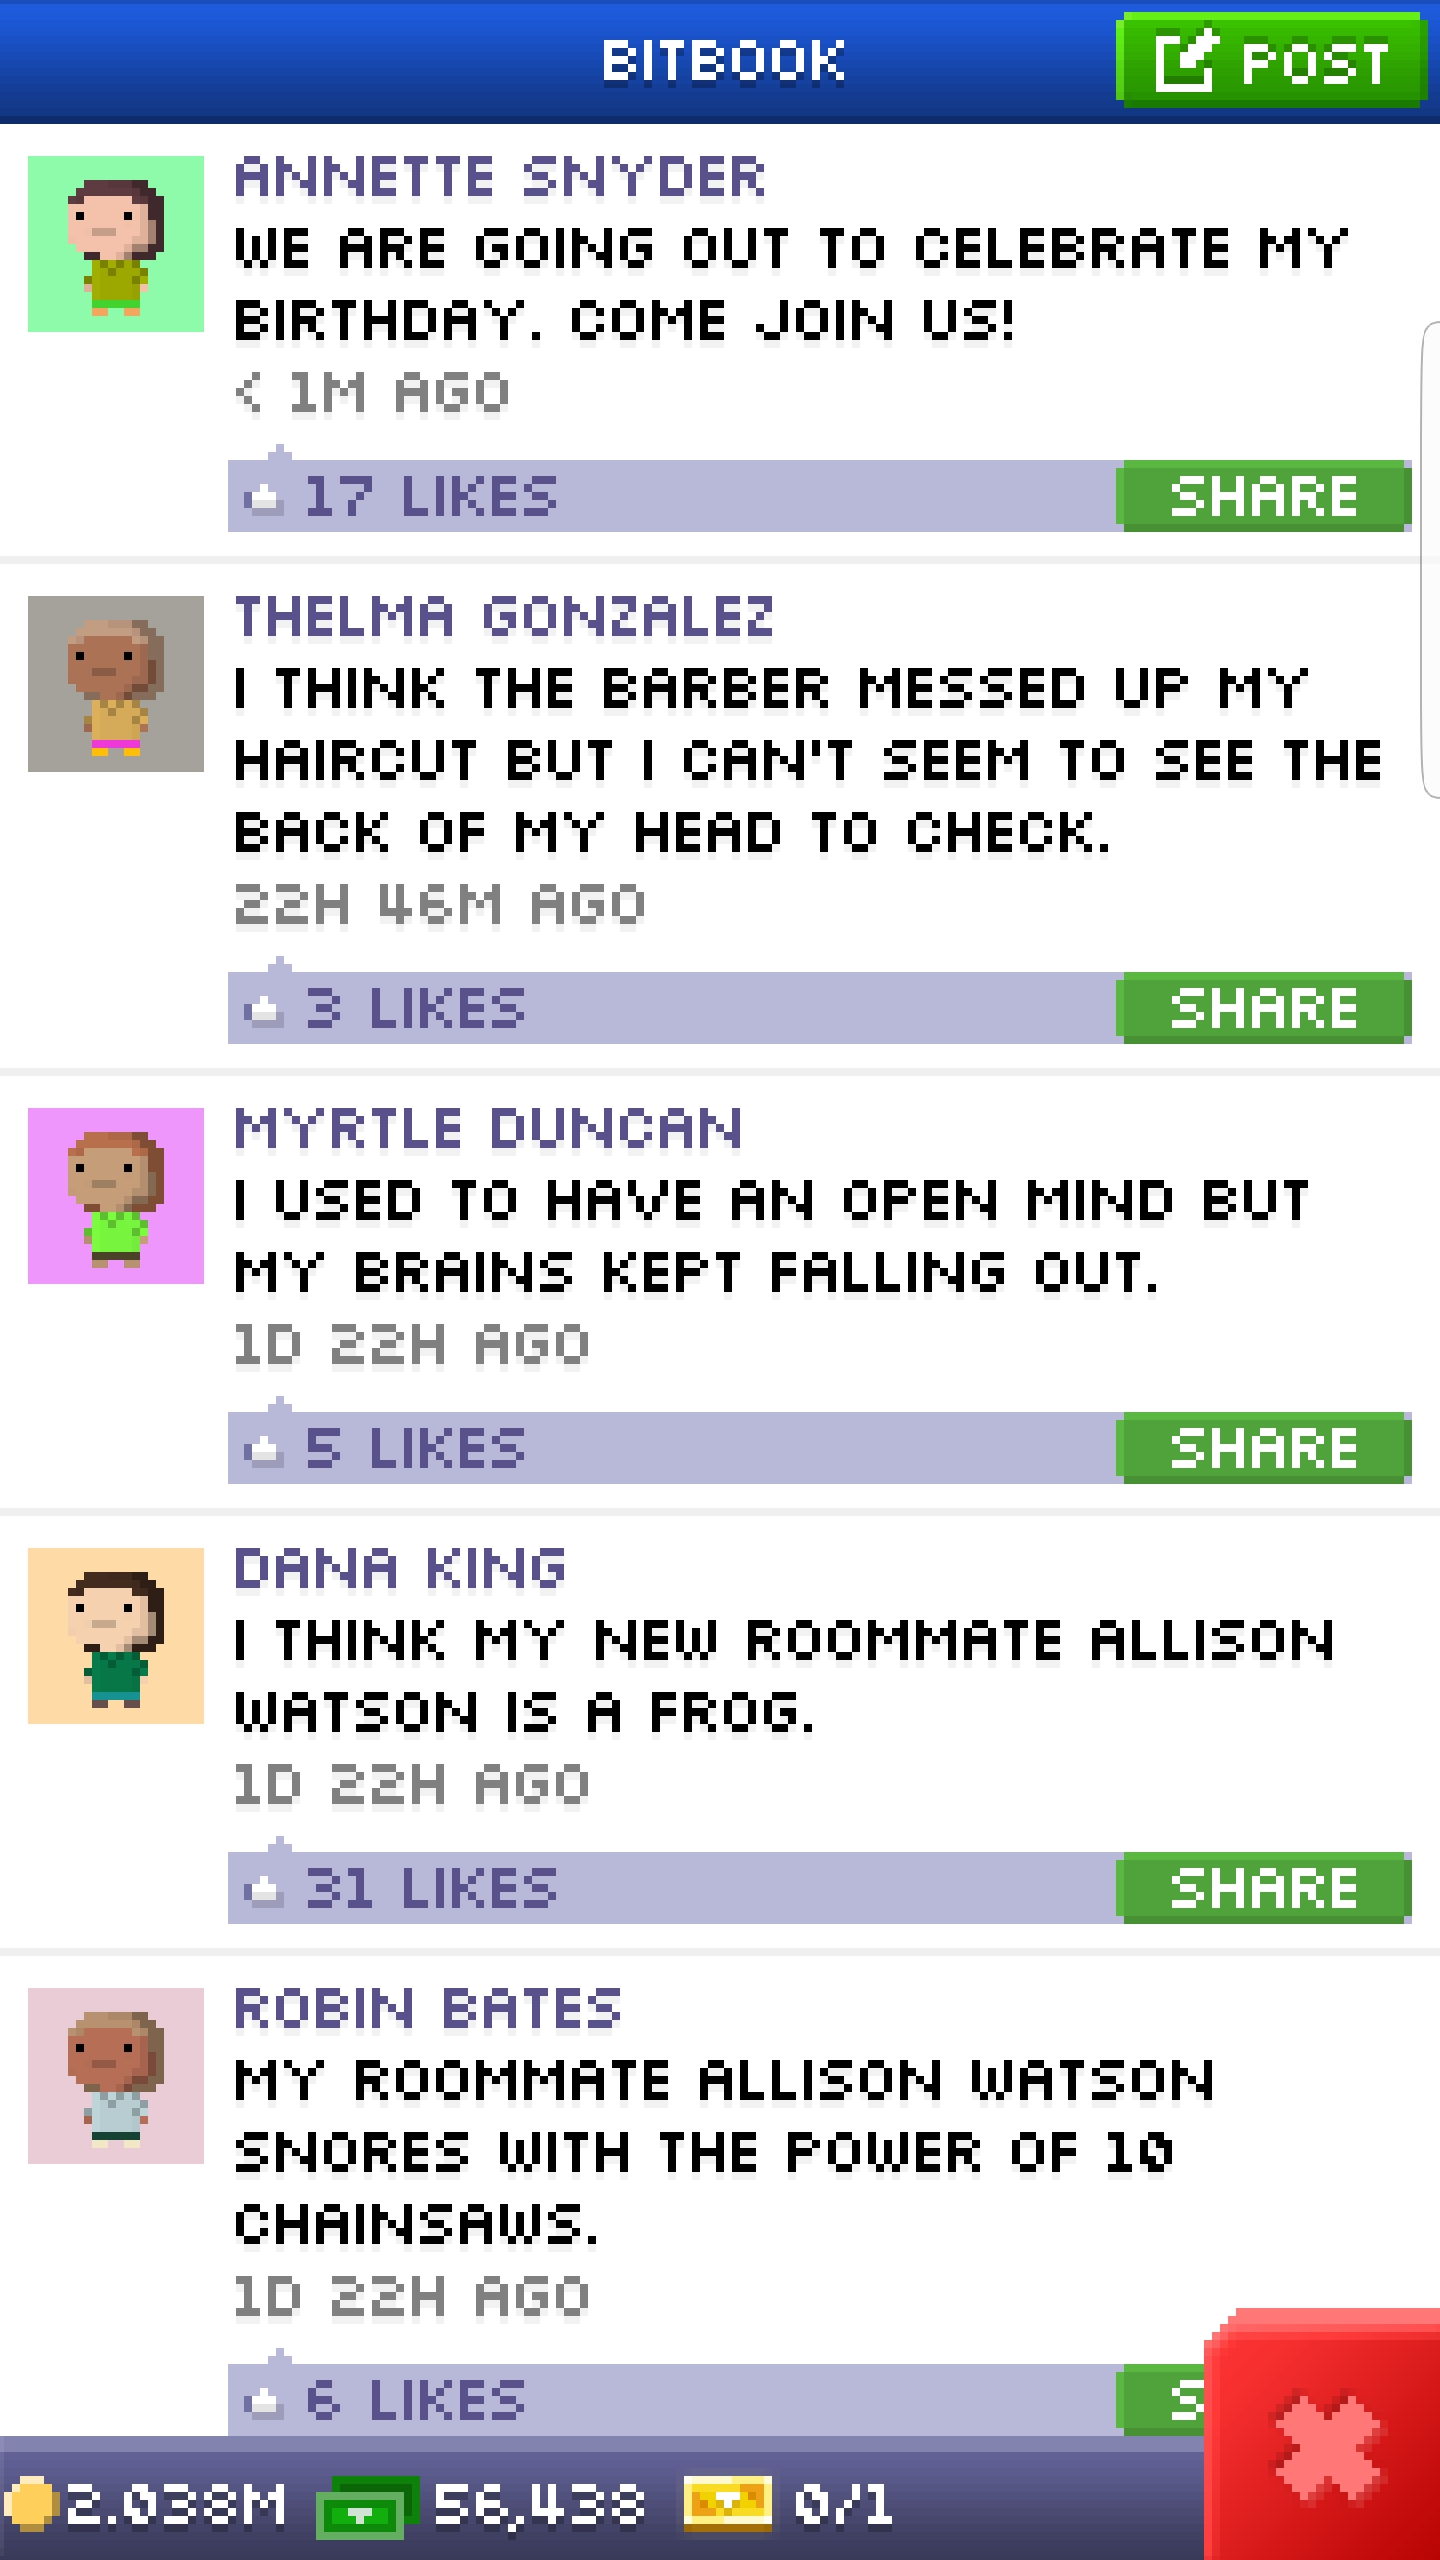 BITBOOK
POST
ANNETTE SNYDER
WE ARE GOING OUT TO CELEBRATE MY
BIRTHDAY. COME JOIN US!
< 1M AGO
17 LIKES
SHARE
THELMA GONZALEZ
I THINK THE BARBER MESSED UP MY
HAIRCUT BUT I CAN'T SEEM TO SEE THE
BACK OF MY HEAD TO CHECK.
22H 46M AGO
3 LIKES
SHARE
MYRTLE DUNCAN
I USED TO HAVE AN OPEN MIND BUT
MY BRAINS KEPT FALLING OUT.
1D 22H AGO
5 LIKES
SHARE
DANA KING
I THINK MY NEW ROOMMATE ALLISON
WATSON IS A FROG.
1D 22H AGO
31 LIKES
SHARE
ROBIN BATES
MY ROOMMATE ALLISON WATSON
SNORES WITH THE POWER OF 10
CHAINSAWS.
1D 22H AGO
6 LIKES
S
2.038M
56,438
0/1